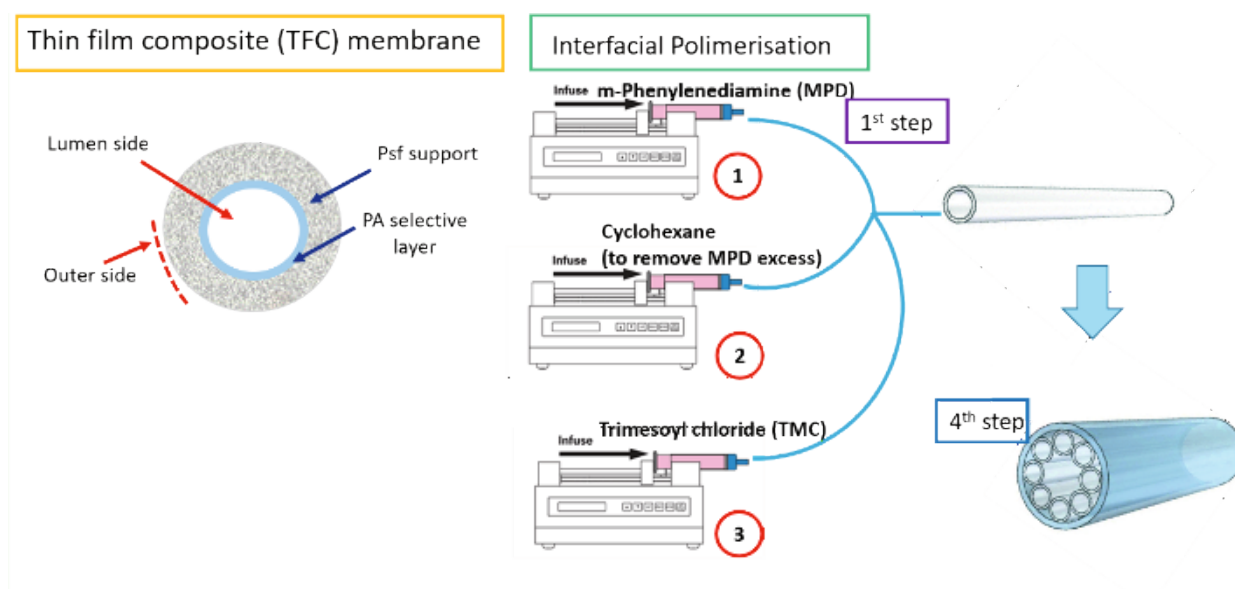 Thin film composite (TFC) membrane
Interfacial Polimerisation
Lumen side
Psf support
PA selective
layer
Outer side
m-Phenylenediamine (MPD)
Infuse
1
1st step
Cyclohexane
(to remove MPD excess)
Infuse
2
Trimesoyl chloride (TMC)
Infuse
3
4th step